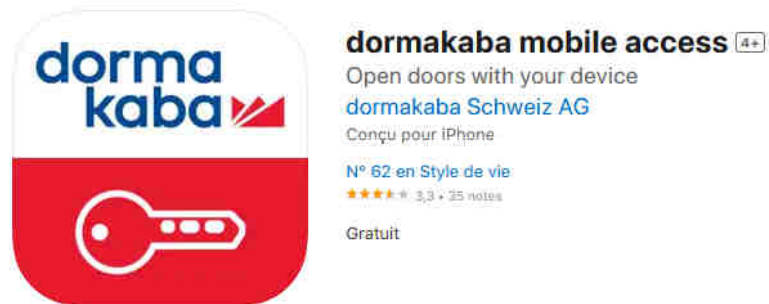 dorma
kaba
dormakaba mobile access 4+
Open doors with your device
dormakaba Schweiz AG
Conçu pour iPhone
N° 62 en Style de vie
3,3 • 35 notes
Gratuit